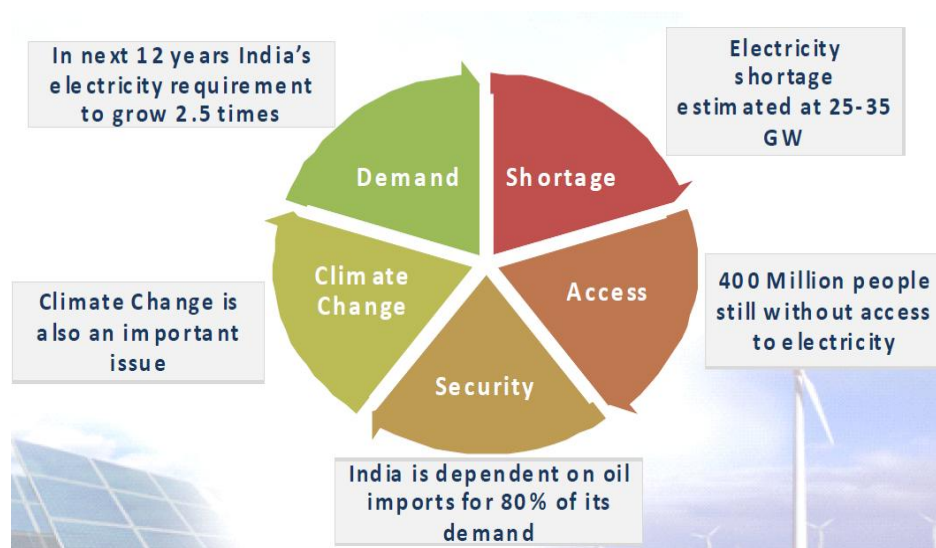 In next 12 years India's
electricity requirement
to grow 2.5 times
Electricity
shortage
estimated at 25-35
GW
Demand
Shortage
Climate
Change
Access
Security
Climate Change is
also an important
issue
400 Million people
still without access
to electricity
India is dependent on oil
imports for 80% of its
demand